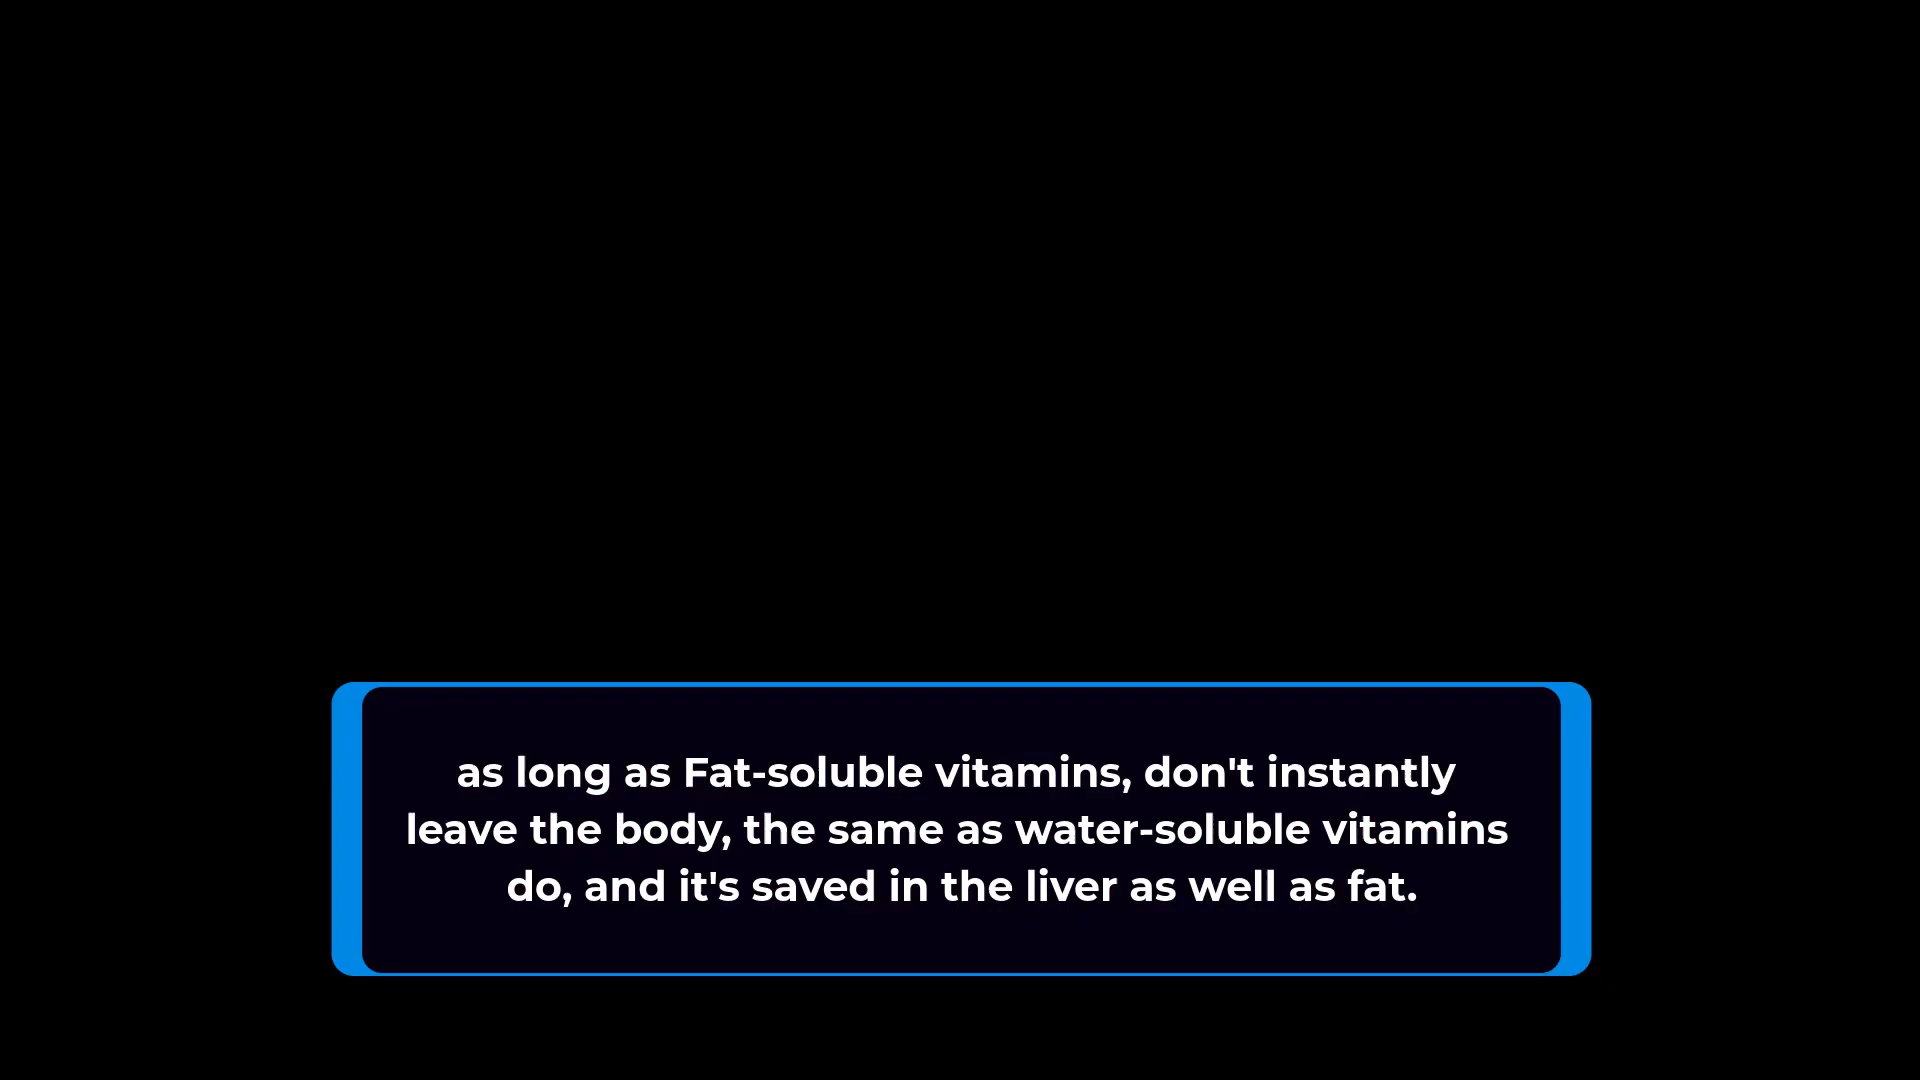 as long as Fat-soluble vitamins, don't instantly
leave the body, the same as water-soluble vitamins
do, and it's saved in the liver as well as fat.